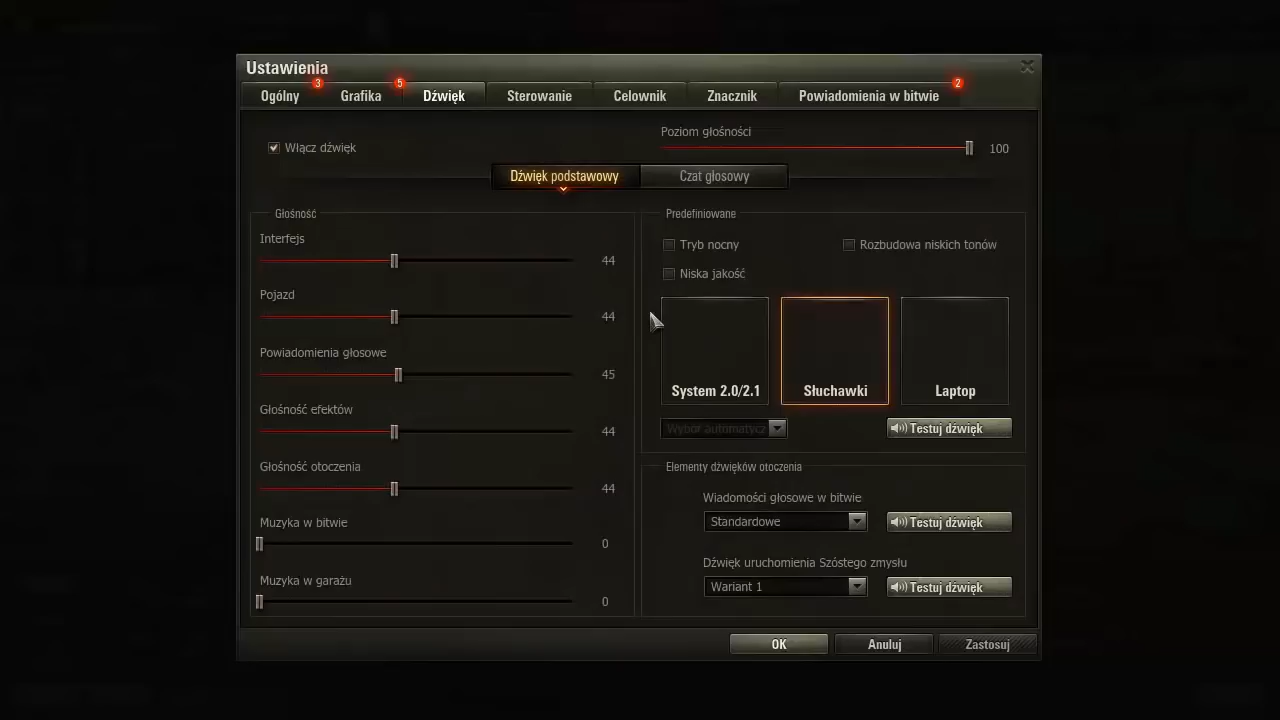 Ustawienia
Ogólny 3
Grafika 5
Dźwięk
Sterowanie
Celownik
Znacznik
Powiadomienia w bitwie 2
Włącz dźwięk
Poziom głośności
100
Dźwięk podstawowy
Czat głosowy
Głośność
Interfejs
44
Pojazd
44
Powiadomienia głosowe
45
Głośność efektów
44
Głośność otoczenia
44
Muzyka w bitwie
0
Muzyka w garażu
0
Predefiniowane
Tryb nocny
Rozbudowa niskich tonów
Niska jakość
System 2.0/2.1
Słuchawki
Laptop
Wybór automatycz
Testuj dźwięk
Elementy dźwięków otoczenia
Wiadomości głosowe w bitwie
Standardowe
Testuj dźwięk
Dźwięk uruchomienia Szóstego zmysłu
Wariant 1
Testuj dźwięk
OK
Anuluj
Zastosuj